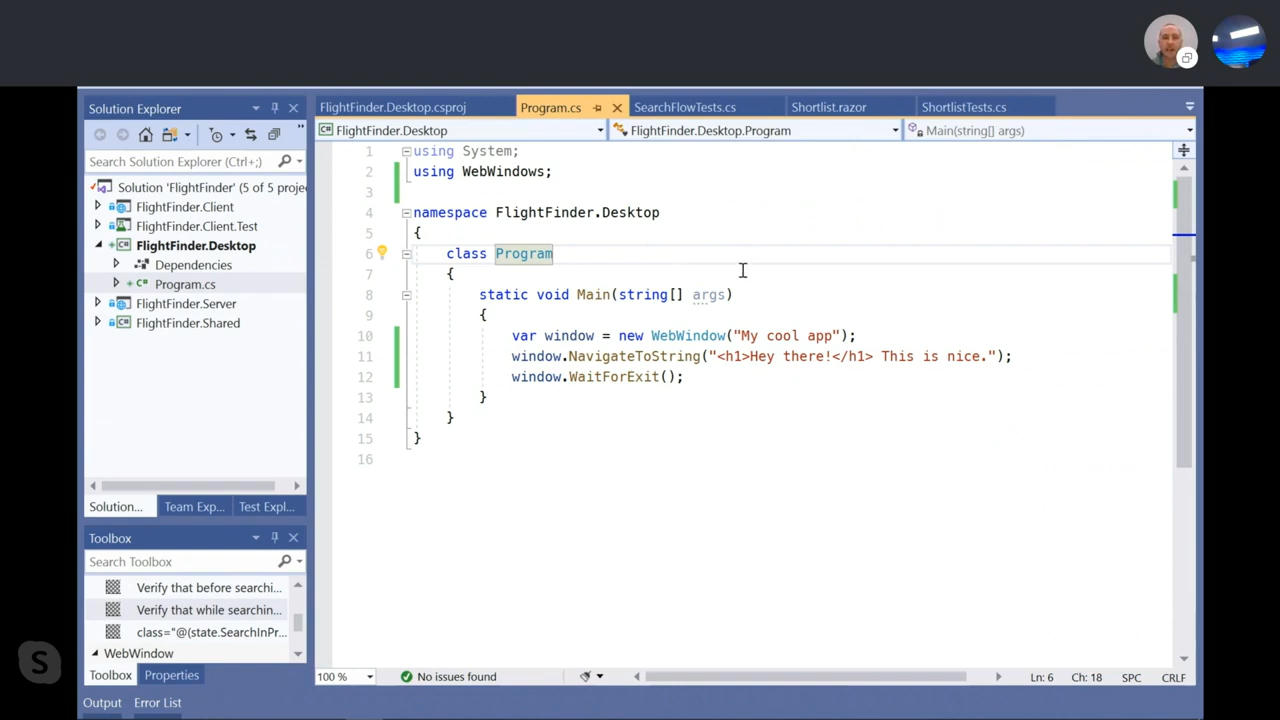 Solution Explorer
Search Solution Explorer (Ctrl+;)
Solution 'FlightFinder' (5 of 5 proje
FlightFinder.Client
FlightFinder.Client.Test
FlightFinder.Desktop
Dependencies
Program.cs
FlightFinder.Server
FlightFinder.Shared
Solution...
Team Exp...
Test Expl...
Toolbox
Search Toolbox
Verify that before searchi...
Verify that while searchin...
class="@(state.SearchInPr...
WebWindow
Toolbox
Properties
Output
Error List
FlightFinder.Desktop.csproj
Program.cs
SearchFlowTests.cs
Shortlist.razor
ShortlistTests.cs
FlightFinder.Desktop
FlightFinder.Desktop.Program
Main(string[] args)
1 using System;
2 using WebWindows;
3
4 namespace FlightFinder.Desktop
5 {
6 class Program
7 {
8 static void Main(string[] args)
9 {
10 var window = new WebWindow("My cool app");
11 window.NavigateToString("<h1>Hey there!</h1> This is nice.");
12 window.WaitForExit();
13 }
14 }
15 }
16
100 %
No issues found
Ln: 6
Ch: 18
SPC
CRLF
S